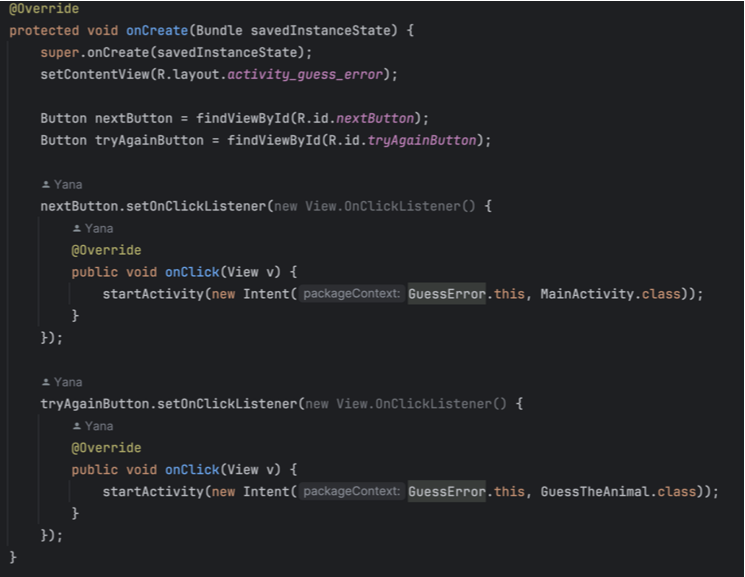 @Override
protected void onCreate(Bundle savedInstanceState) {
    super.onCreate(savedInstanceState);
    setContentView(R.layout.activity_guess_error);

    Button nextButton = findViewById(R.id.nextButton);
    Button tryAgainButton = findViewById(R.id.tryAgainButton);

    Yana
    nextButton.setOnClickListener(new View.OnClickListener() {
        Yana
        @Override
        public void onClick(View v) {
            startActivity(new Intent( packageContext: GuessError.this, MainActivity.class));
        }
    });

    Yana
    tryAgainButton.setOnClickListener(new View.OnClickListener() {
        Yana
        @Override
        public void onClick(View v) {
            startActivity(new Intent( packageContext: GuessError.this, GuessTheAnimal.class));
        }
    });
}